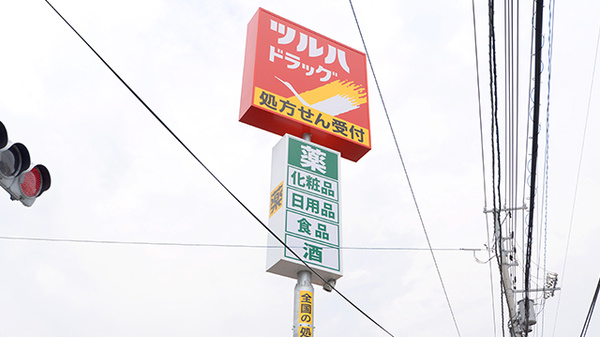 ツルハ
ドラッグ
処方せん受付
薬
化粧品
日用品
食品
酒
薬
全国の処